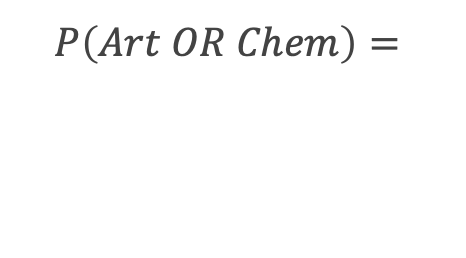 P(Art OR Chem) =